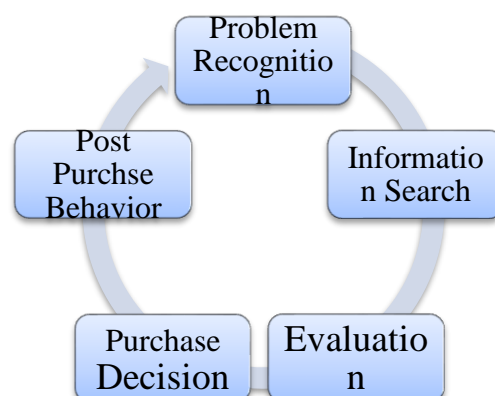 Problem
Recognitio
n
Informatio
n Search
Evaluatio
n
Purchase
Decision
Post
Purchse
Behavior